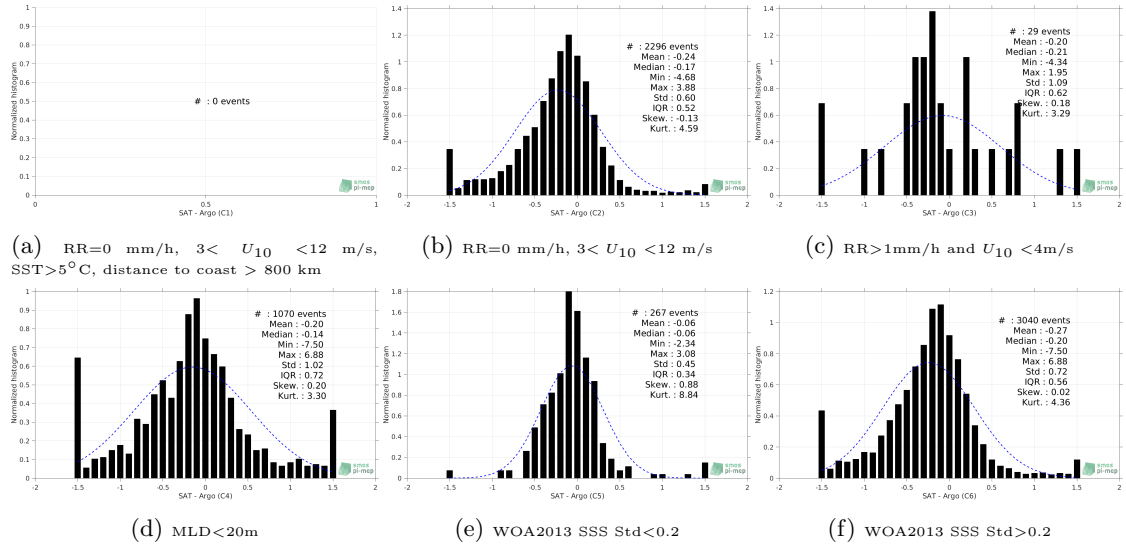 1
0.9
0.8
0.7
0.6
0.5
0.4
0.3
0.2
0.1
0
Normalized histogram
# : 0 events
smos
pi-mep
0 0.5 1
SAT - Argo (C1)
(a) RR=0 mm/h, 3< U10 <12 m/s,
SST>5°C, distance to coast > 800 km
1.4
1.2
1
0.8
0.6
0.4
0.2
0
Normalized histogram
# : 2296 events
Mean : -0.24
Median : -0.17
Min : -4.68
Max : 3.88
Std : 0.60
IQR : 0.52
Skew. : -0.13
Kurt. : 4.59
smos
pi-mep
-2 -1.5 -1 -0.5 0 0.5 1 1.5 2
SAT - Argo (C2)
(b) RR=0 mm/h, 3< U10 <12 m/s
1.4
1.2
1
0.8
0.6
0.4
0.2
0
Normalized histogram
# : 29 events
Mean : -0.20
Median : -0.21
Min : -4.34
Max : 1.95
Std : 1.09
IQR : 0.62
Skew. : 0.18
Kurt. : 3.29
smos
pi-mep
-2 -1.5 -1 -0.5 0 0.5 1 1.5 2
SAT - Argo (C3)
(c) RR>1mm/h and U10 <4m/s
1
0.9
0.8
0.7
0.6
0.5
0.4
0.3
0.2
0.1
0
Normalized histogram
# : 1070 events
Mean : -0.20
Median : -0.14
Min : -7.50
Max : 6.88
Std : 1.02
IQR : 0.72
Skew. : 0.20
Kurt. : 3.30
smos
pi-mep
-2 -1.5 -1 -0.5 0 0.5 1 1.5 2
SAT - Argo (C4)
(d) MLD<20m
1.8
1.6
1.4
1.2
1
0.8
0.6
0.4
0.2
0
Normalized histogram
# : 267 events
Mean : -0.06
Median : -0.06
Min : -2.34
Max : 3.08
Std : 0.45
IQR : 0.34
Skew. : 0.88
Kurt. : 8.84
smos
pi-mep
-2 -1.5 -1 -0.5 0 0.5 1 1.5 2
SAT - Argo (C5)
(e) WOA2013 SSS Std<0.2
1.2
1
0.8
0.6
0.4
0.2
0
Normalized histogram
# : 3040 events
Mean : -0.27
Median : -0.20
Min : -7.50
Max : 6.88
Std : 0.72
IQR : 0.56
Skew. : 0.02
Kurt. : 4.36
smos
pi-mep
-2 -1.5 -1 -0.5 0 0.5 1 1.5 2
SAT - Argo (C6)
(f) WOA2013 SSS Std>0.2